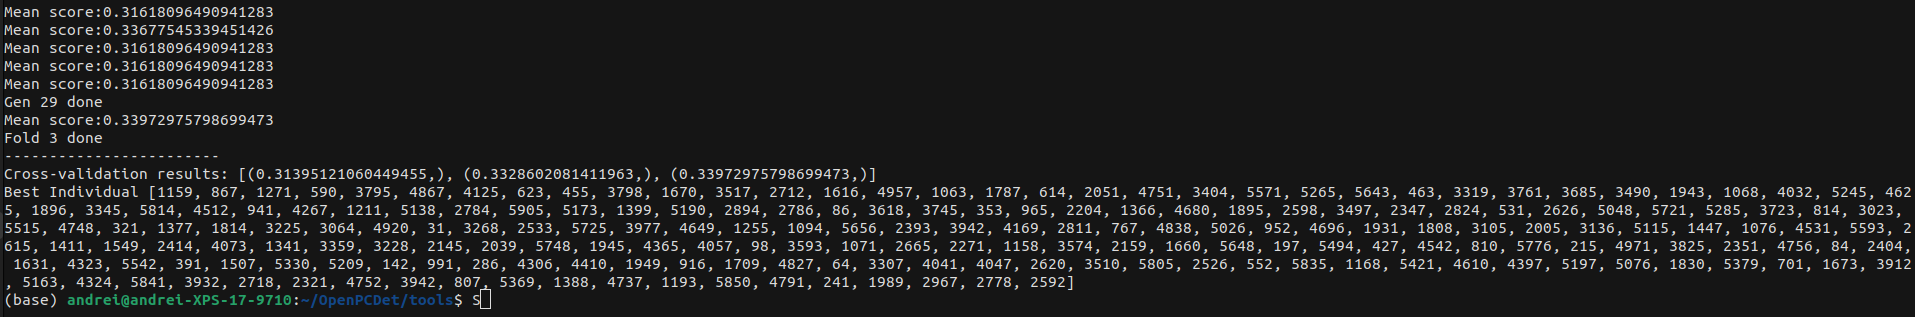 Mean score:0.31618096490941283
Mean score:0.33677545339451426
Mean score:0.31618096490941283
Mean score:0.31618096490941283
Mean score:0.31618096490941283
Gen 29 done
Mean score:0.33972975798699473
Fold 3 done
------------------------
Cross-validation results: [(0.31395121060449455,), (0.3328602081411963,), (0.33972975798699473,)]
Best Individual [1159, 867, 1271, 590, 3795, 4867, 4125, 623, 455, 3798, 1670, 3517, 2712, 1616, 4957, 1063, 1787, 614, 2051, 4751, 3404, 5571, 5265, 5643, 463, 3319, 3761, 3685, 3490, 1943, 1068, 4032, 5245, 462
5, 1896, 3345, 5814, 4512, 941, 4267, 1211, 5138, 2784, 5905, 5173, 1399, 5190, 2894, 2786, 86, 3618, 3745, 353, 965, 2204, 1366, 4680, 1895, 2598, 3497, 2347, 2824, 531, 2626, 5048, 5721, 5285, 3723, 814, 3023,
5515, 4748, 321, 1377, 1814, 3225, 3064, 4920, 31, 3268, 2533, 5725, 3977, 4649, 1255, 1094, 5656, 2393, 3942, 4169, 2811, 767, 4838, 5026, 952, 4696, 1931, 1808, 3105, 2005, 3136, 5115, 1447, 1076, 4531, 5593, 2
615, 1411, 1549, 2414, 4073, 1341, 3359, 3228, 2145, 2039, 5748, 1945, 4365, 4057, 98, 3593, 1071, 2665, 2271, 1158, 3574, 2159, 1660, 5648, 197, 5494, 427, 4542, 810, 5776, 215, 4971, 3825, 2351, 4756, 84, 2404,
1631, 4323, 5542, 391, 1507, 5330, 5209, 142, 991, 286, 4306, 4410, 1949, 916, 1709, 4827, 64, 3307, 4041, 4047, 2620, 3510, 5805, 2526, 552, 5835, 1168, 5421, 4610, 4397, 5197, 5076, 1830, 5379, 701, 1673, 3912
, 5163, 4324, 5841, 3932, 2718, 2321, 4752, 3942, 807, 5369, 1388, 4737, 1193, 5850, 4791, 241, 1989, 2967, 2778, 2592]
(base) andrei@andrei-XPS-17-9710:~/OpenPCDet/tools$ S